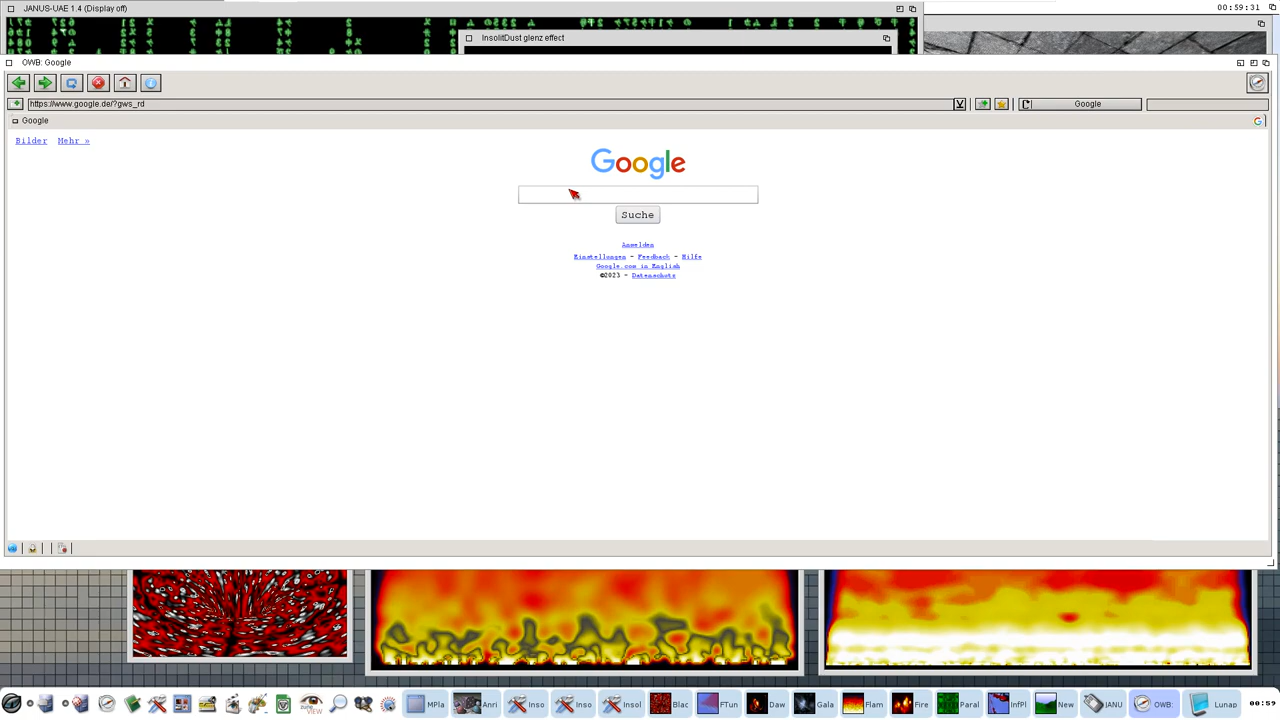 JANUS-UAE 1.4 (Display off)
00:59:31
InsolitDust glenz effect
OWB: Google
https://www.google.de/?gws_rd
Google
Google
Bilder Mehr »
Google
Suche
Anmelden
Einstellungen - Feedback - Hilfe
Google.com in English
©2023 - Datenschutz
MPla
Anri
Inso
Inso
Insol
Blac
FTun
Daw
Gala
Flam
Fire
Paral
InfPl
New
JANU
OWB:
Lunap
00:59